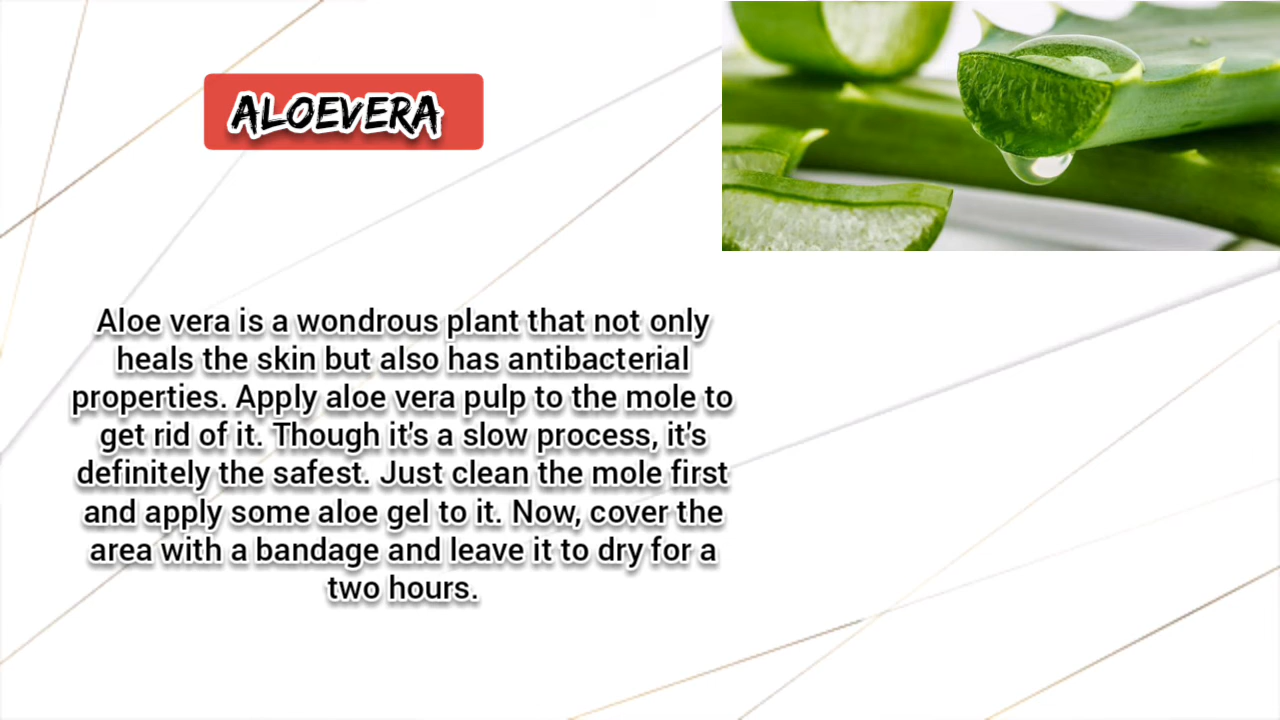 ALOEVERA
Aloe vera is a wondrous plant that not only
heals the skin but also has antibacterial
properties. Apply aloe vera pulp to the mole to
get rid of it. Though it's a slow process, it's
definitely the safest. Just clean the mole first
and apply some aloe gel to it. Now, cover the
area with a bandage and leave it to dry for a
two hours.